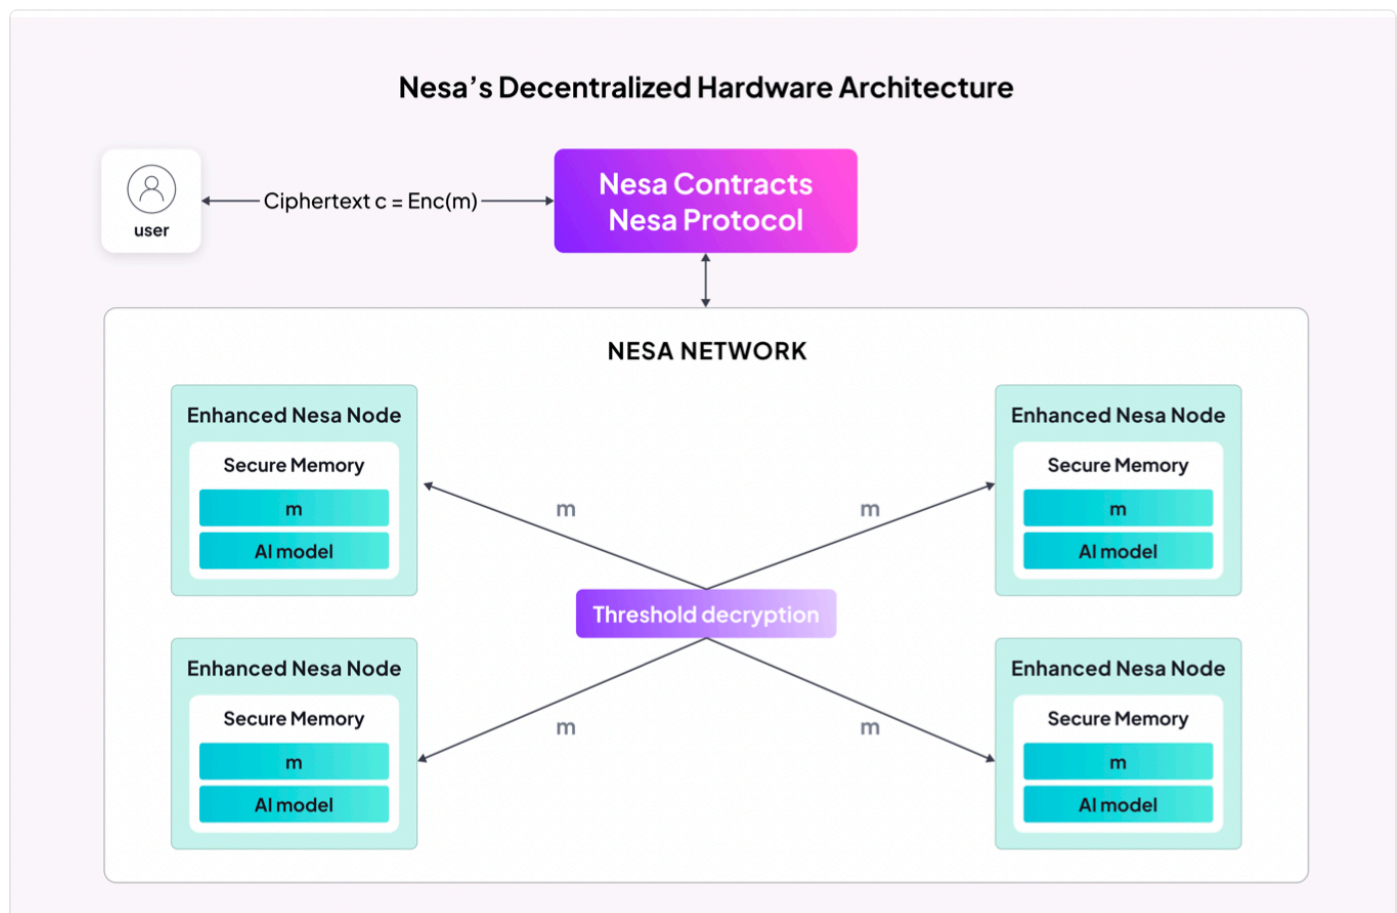 Nesa's Decentralized Hardware Architecture
user
Ciphertext c = Enc(m)
Nesa Contracts
Nesa Protocol
NESA NETWORK
Enhanced Nesa Node
Secure Memory
m
AI model
Enhanced Nesa Node
Secure Memory
m
AI model
m
m
Threshold decryption
m
m
Enhanced Nesa Node
Secure Memory
m
AI model
Enhanced Nesa Node
Secure Memory
m
AI model